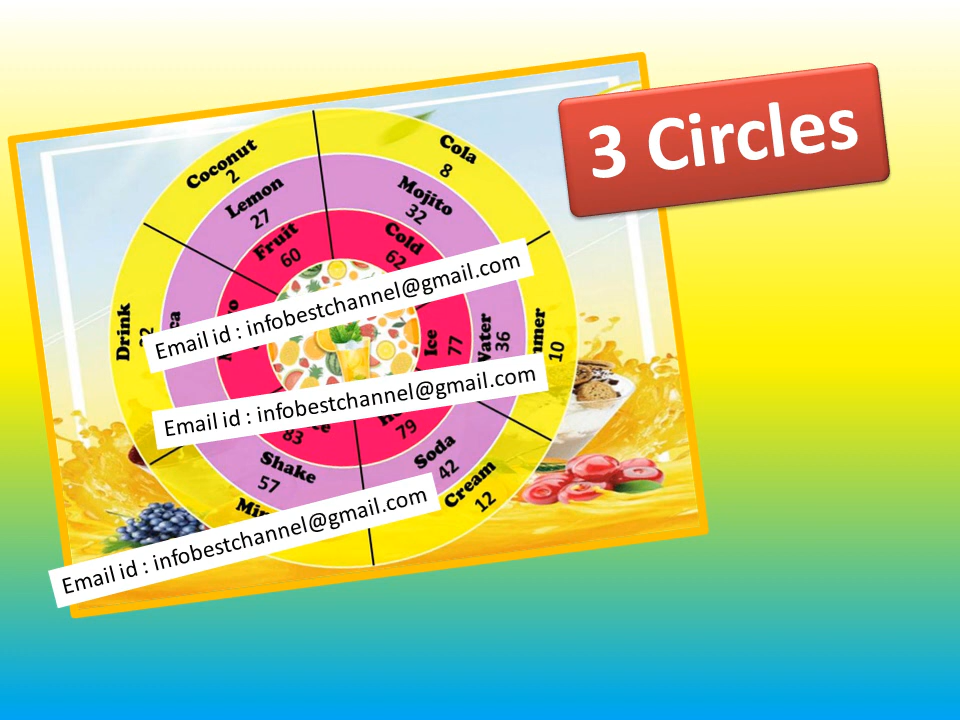 3 Circles
Cola
8
Coconut
2
Mojito
32
Lemon
27
Cold
62
Fruit
60
Email id : infobestchannel@gmail.com
Drink
Ice
77
36
10
Email id : infobestchannel@gmail.com
83
79
Soda
42
Shake
57
Cream
12
Email id : infobestchannel@gmail.com